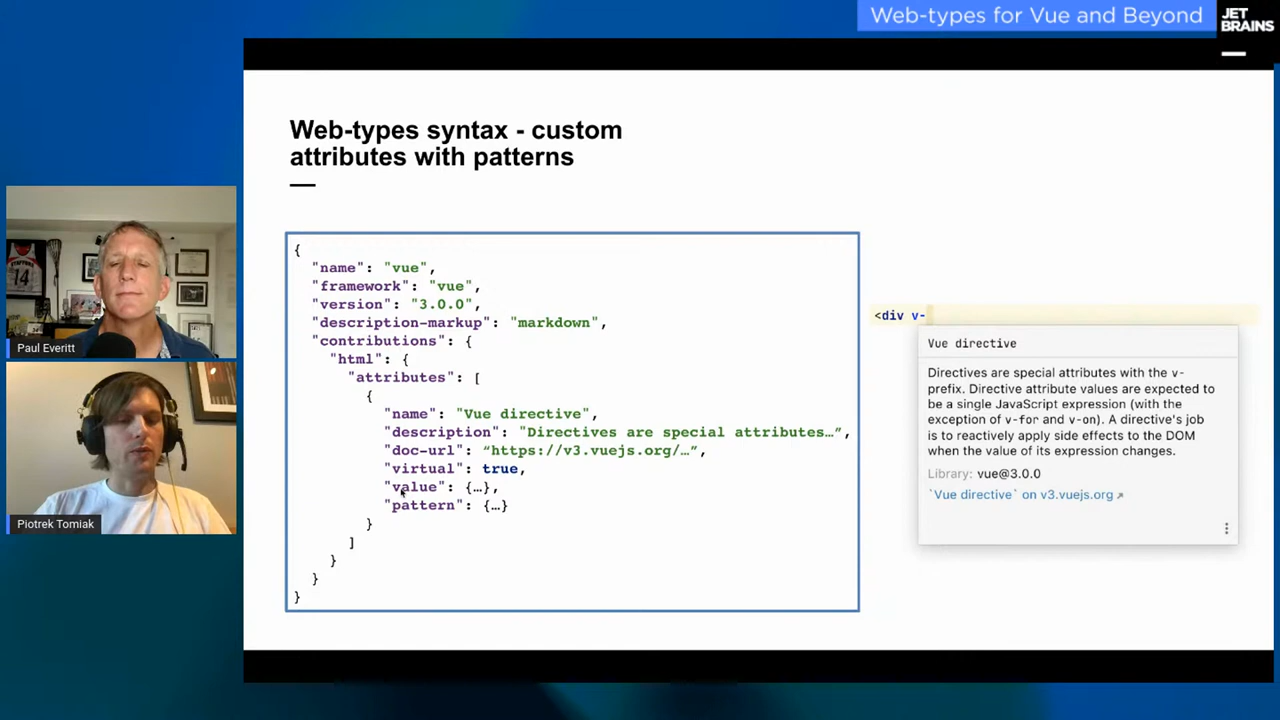 Web-types for Vue and Beyond
JET
BRAINS
Web-types syntax - custom
attributes with patterns
{
"name": "vue",
"framework": "vue",
"version": "3.0.0",
"description-markup": "markdown",
"contributions": {
"html": {
"attributes": [
{
"name": "Vue directive",
"description": "Directives are special attributes…”,
"doc-url": “https://v3.vuejs.org/…”,
"virtual": true,
"value": {…},
"pattern": {…}
}
]
}
}
}
<div v-
Vue directive
Directives are special attributes with the v-
prefix. Directive attribute values are expected to
be a single JavaScript expression (with the
exception of v-for and v-on). A directive's job
is to reactively apply side effects to the DOM
when the value of its expression changes.
Library: vue@3.0.0
`Vue directive` on v3.vuejs.org ↗
14
Paul Everitt
Piotrek Tomiak